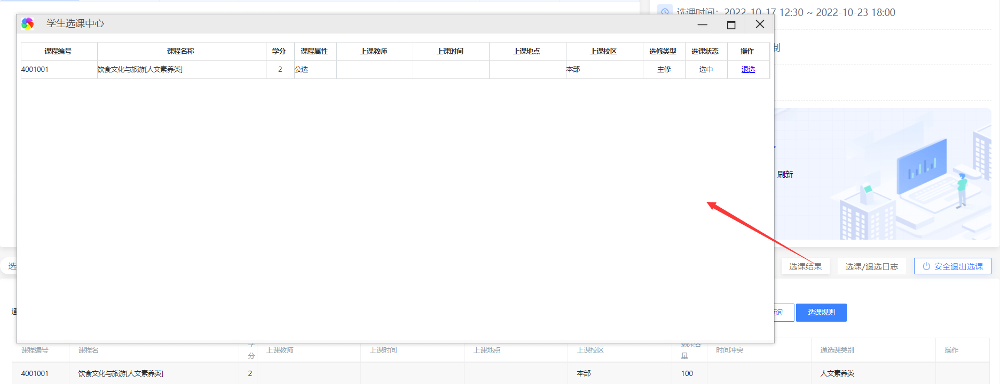 选课时间：2022-10-17 12:30 ~ 2022-10-23 18:00
学生选课中心
制
课程编号 课程名称 学分 课程属性 上课教师 上课时间 上课地点 上课校区 选修类型 选课状态 操作
4001001 饮食文化与旅游[人文素养类] 2 公选 本部 主修 选中 退选
刷新
选 选课结果 选课/退选日志 安全退出选课
通 询 选课规则
课程编号 课程名 学分 上课教师 上课时间 上课地点 上课校区 剩余容量 时间冲突 通选课类别 操作
4001001 饮食文化与旅游[人文素养类] 2 本部 100 人文素养类